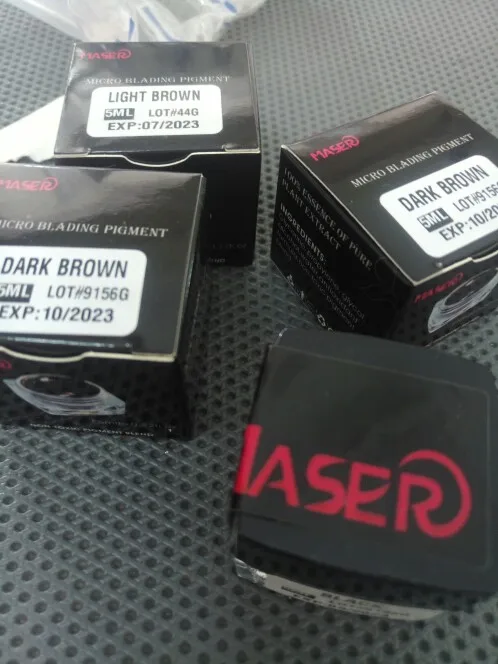 MASER
MICRO BLADING PIGMENT
LIGHT BROWN
5ML LOT#44G
EXP:07/2023
MASER
MICRO BLADING PIGMENT
DARK BROWN
5ML LOT#9156
EXP:10/20
100% ESSENCE OF PURE
PLANT EXTRACT
INGREDIENTS:
MASER
MASER
MICRO BLADING PIGMENT
DARK BROWN
5ML LOT#9156G
EXP:10/2023
MASER
BLACK